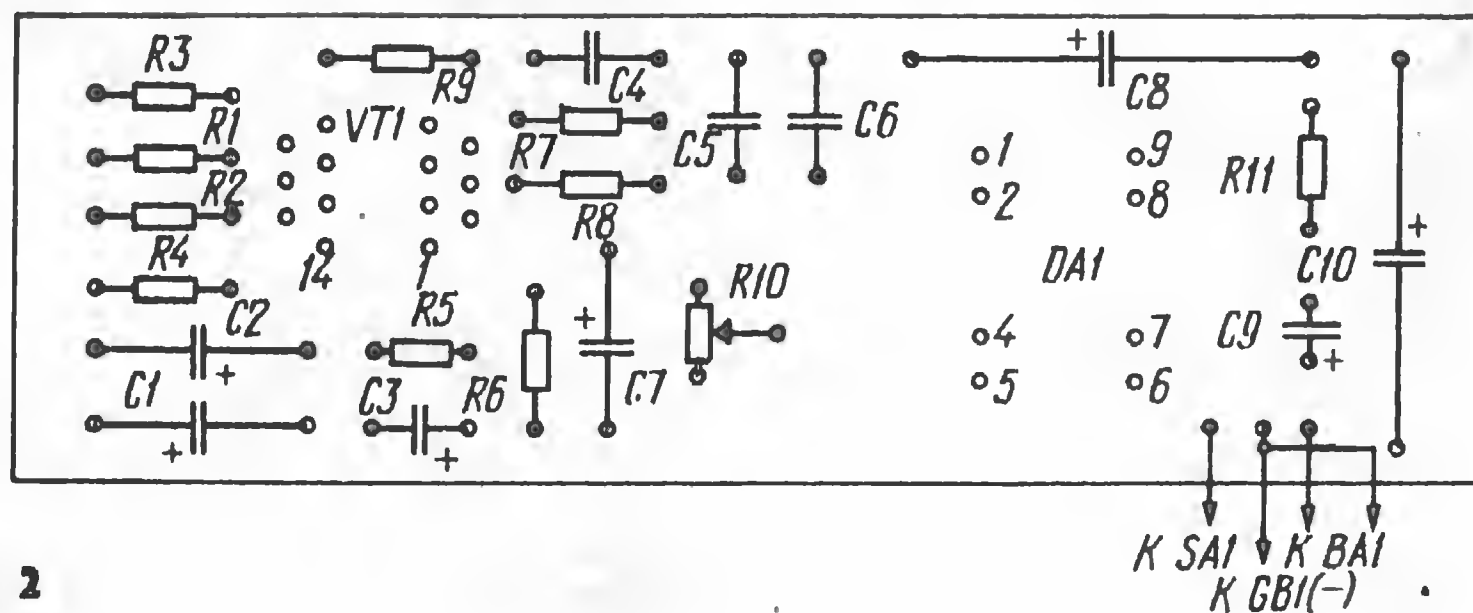 R3
R9
C4
C8
R1
VT1
R7
C5
C6
1
9
R11
R2
2
8
R8
R4
14
1
R10
DA1
C10
C2
R5
4
7
C9
C1
C3
R6
C7
5
6
К SA1
К BA1
К GB1(−)
2
+
+
+
+
+
+
+